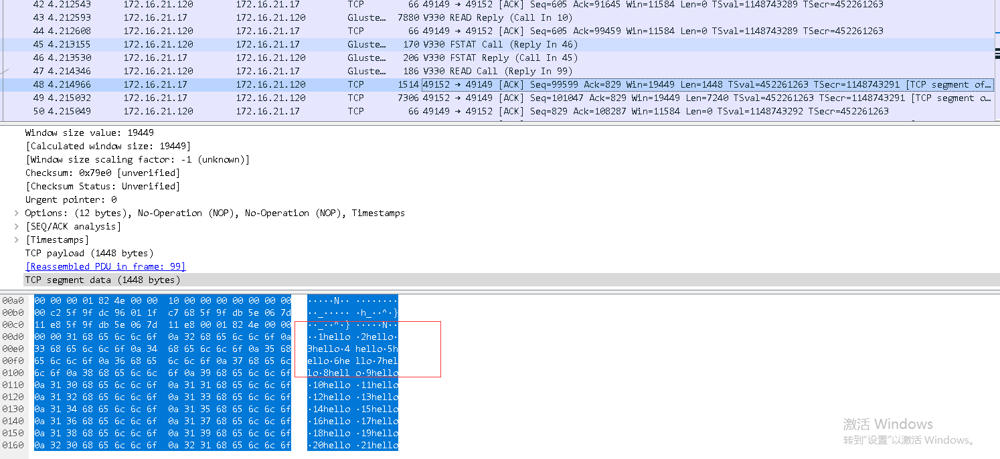 42 4.212543 172.16.21.120 172.16.21.17 TCP 66 49149 → 49152 [ACK] Seq=605 Ack=91645 Win=11584 Len=0 TSval=1148743289 TSecr=452261263
43 4.212593 172.16.21.17 172.16.21.120 Gluste… 7880 V330 READ Reply (Call In 10)
44 4.212608 172.16.21.120 172.16.21.17 TCP 66 49149 → 49152 [ACK] Seq=605 Ack=99459 Win=11584 Len=0 TSval=1148743289 TSecr=452261263
45 4.213155 172.16.21.120 172.16.21.17 Gluste… 170 V330 FSTAT Call (Reply In 46)
46 4.213530 172.16.21.17 172.16.21.120 Gluste… 206 V330 FSTAT Reply (Call In 45)
47 4.214346 172.16.21.120 172.16.21.17 Gluste… 186 V330 READ Call (Reply In 99)
48 4.214966 172.16.21.17 172.16.21.120 TCP 1514 49152 → 49149 [ACK] Seq=99599 Ack=829 Win=19449 Len=1448 TSval=452261263 TSecr=1148743291 [TCP segment of…
49 4.215032 172.16.21.17 172.16.21.120 TCP 7306 49152 → 49149 [ACK] Seq=101047 Ack=829 Win=19449 Len=7240 TSval=452261263 TSecr=1148743291 [TCP segment o…
50 4.215049 172.16.21.120 172.16.21.17 TCP 66 49149 → 49152 [ACK] Seq=829 Ack=108287 Win=11584 Len=0 TSval=1148743292 TSecr=452261263
Window size value: 19449
[Calculated window size: 19449]
[Window size scaling factor: -1 (unknown)]
Checksum: 0x79e0 [unverified]
[Checksum Status: Unverified]
Urgent pointer: 0
Options: (12 bytes), No-Operation (NOP), No-Operation (NOP), Timestamps
[SEQ/ACK analysis]
[Timestamps]
TCP payload (1448 bytes)
[Reassembled PDU in frame: 99]
TCP segment data (1448 bytes)
00a0 00 00 00 01 82 4e 00 00 10 00 00 00 00 00 00 00 ·····N·· ········
00b0 00 c2 5f 9f dc 96 01 1f c7 68 5f 9f db 5e 06 7d ··_····· ·h_··^·}
00c0 11 e8 5f 9f db 5e 06 7d 11 e8 00 01 82 4e 00 00 ··_··^·} ·····N··
00d0 00 00 31 68 65 6c 6c 6f 0a 32 68 65 6c 6c 6f 0a ··1hello ·2hello·
00e0 33 68 65 6c 6c 6f 0a 34 68 65 6c 6c 6f 0a 35 68 3hello·4 hello·5h
00f0 65 6c 6c 6f 0a 36 68 65 6c 6c 6f 0a 37 68 65 6c ello·6he llo·7hel
0100 6c 6f 0a 38 68 65 6c 6c 6f 0a 39 68 65 6c 6c 6f lo·8hell o·9hello
0110 0a 31 30 68 65 6c 6c 6f 0a 31 31 68 65 6c 6c 6f ·10hello ·11hello
0120 0a 31 32 68 65 6c 6c 6f 0a 31 33 68 65 6c 6c 6f ·12hello ·13hello
0130 0a 31 34 68 65 6c 6c 6f 0a 31 35 68 65 6c 6c 6f ·14hello ·15hello
0140 0a 31 36 68 65 6c 6c 6f 0a 31 37 68 65 6c 6c 6f ·16hello ·17hello
0150 0a 31 38 68 65 6c 6c 6f 0a 31 39 68 65 6c 6c 6f ·18hello ·19hello
0160 0a 32 30 68 65 6c 6c 6f 0a 32 31 68 65 6c 6c 6f ·20hello ·21hello
激活 Windows
转到“设置”以激活 Windows。